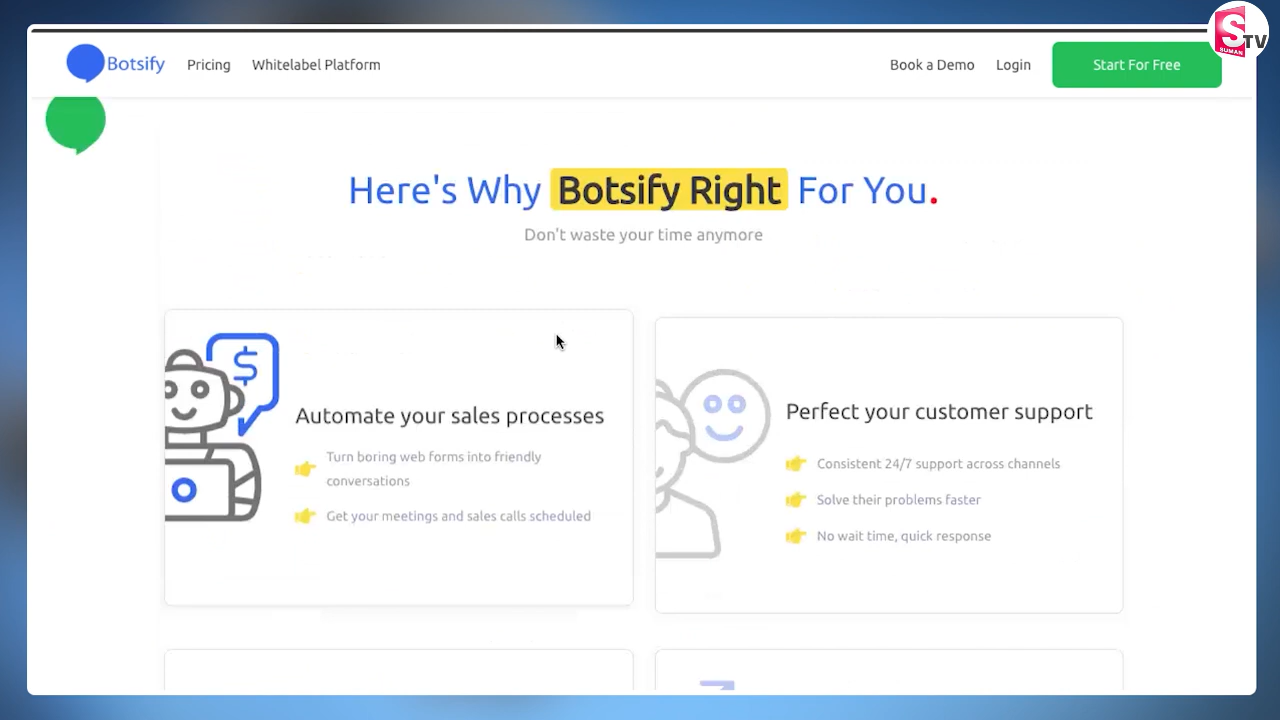 S TV
SUMAN
Botsify Pricing Whitelabel Platform Book a Demo Login Start For Free
Here's Why Botsify Right For You.
Don't waste your time anymore
$
Automate your sales processes
Turn boring web forms into friendly
conversations
Get your meetings and sales calls scheduled
Perfect your customer support
Consistent 24/7 support across channels
Solve their problems faster
No wait time, quick response